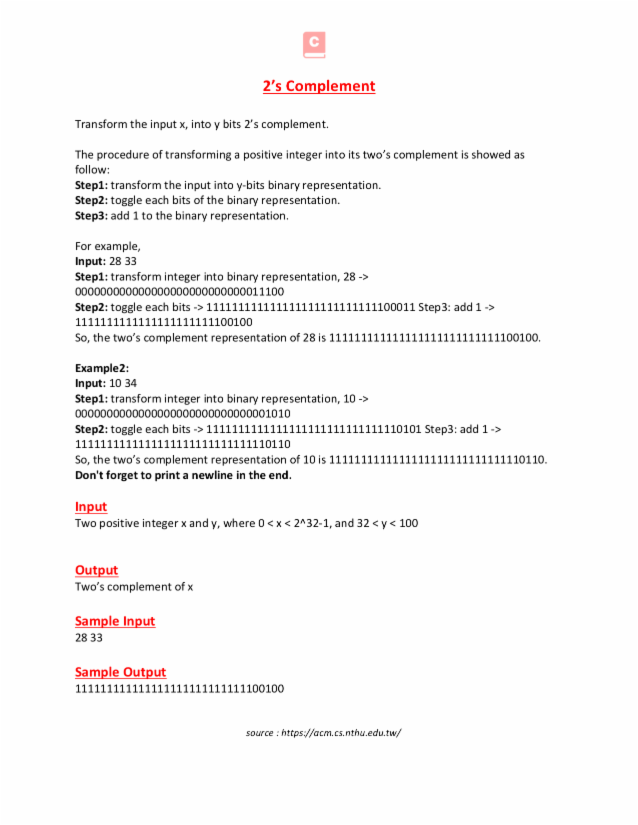 C
2's Complement
Transform the input x, into y bits 2's complement.
The procedure of transforming a positive integer into its two's complement is showed as
follow:
Step1: transform the input into y-bits binary representation.
Step2: toggle each bits of the binary representation.
Step3: add 1 to the binary representation.
For example,
Input: 28 33
Step1: transform integer into binary representation, 28 ->
00000000000000000000000011100
Step2: toggle each bits -> 111111111111111111111111111100011 Step3: add 1 ->
1111111111111111111111100100
So, the two's complement representation of 28 is 111111111111111111111111111100100.
Example2:
Input: 10 34
Step1: transform integer into binary representation, 10 ->
0000000000000000000000000000001010
Step2: toggle each bits -> 1111111111111111111111111111110101 Step3: add 1 ->
1111111111111111111111111111110110
So, the two's complement representation of 10 is 1111111111111111111111111111110110.
Don't forget to print a newline in the end.
Input
Two positive integer x and y, where 0 < x < 2^32-1, and 32 < y < 100
Output
Two's complement of x
Sample Input
28 33
Sample Output
111111111111111111111111111100100
source : https://acm.cs.nthu.edu.tw/